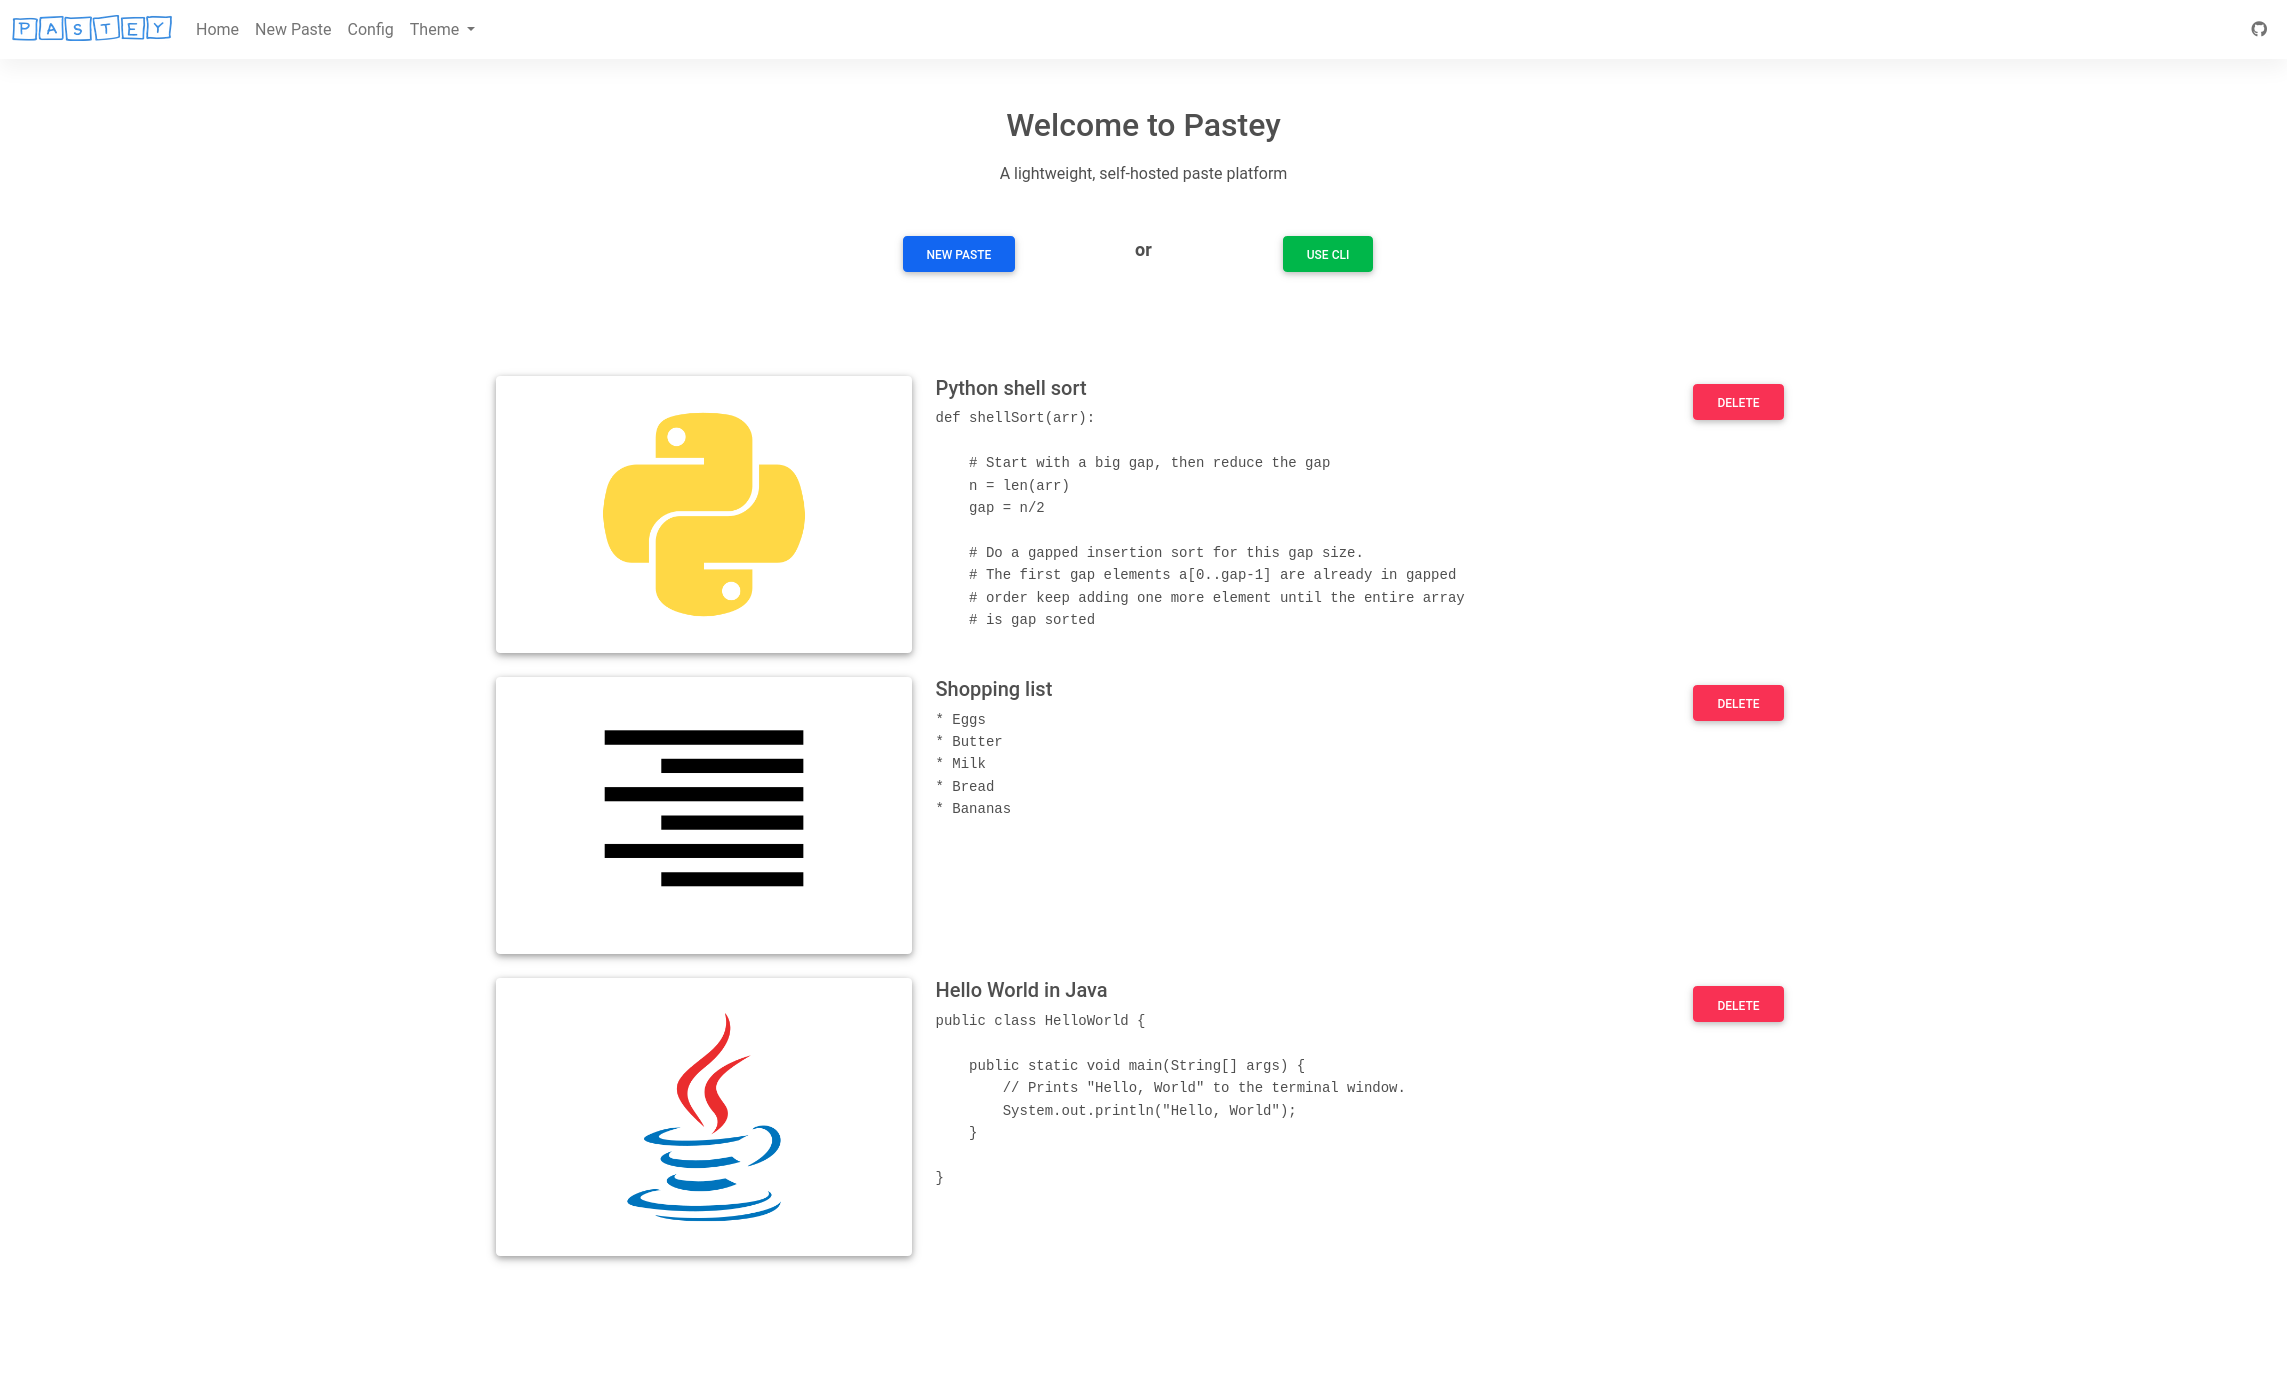 PASTEY Home New Paste Config Theme
Welcome to Pastey
A lightweight, self-hosted paste platform
NEW PASTE or USE CLI
Python shell sort
DELETE
def shellSort(arr):
    # Start with a big gap, then reduce the gap
    n = len(arr)
    gap = n/2
    # Do a gapped insertion sort for this gap size.
    # The first gap elements a[0..gap-1] are already in gapped
    # order keep adding one more element until the entire array
    # is gap sorted
Shopping list
DELETE
* Eggs
* Butter
* Milk
* Bread
* Bananas
Hello World in Java
DELETE
public class HelloWorld {
    public static void main(String[] args) {
        // Prints "Hello, World" to the terminal window.
        System.out.println("Hello, World");
    }
}